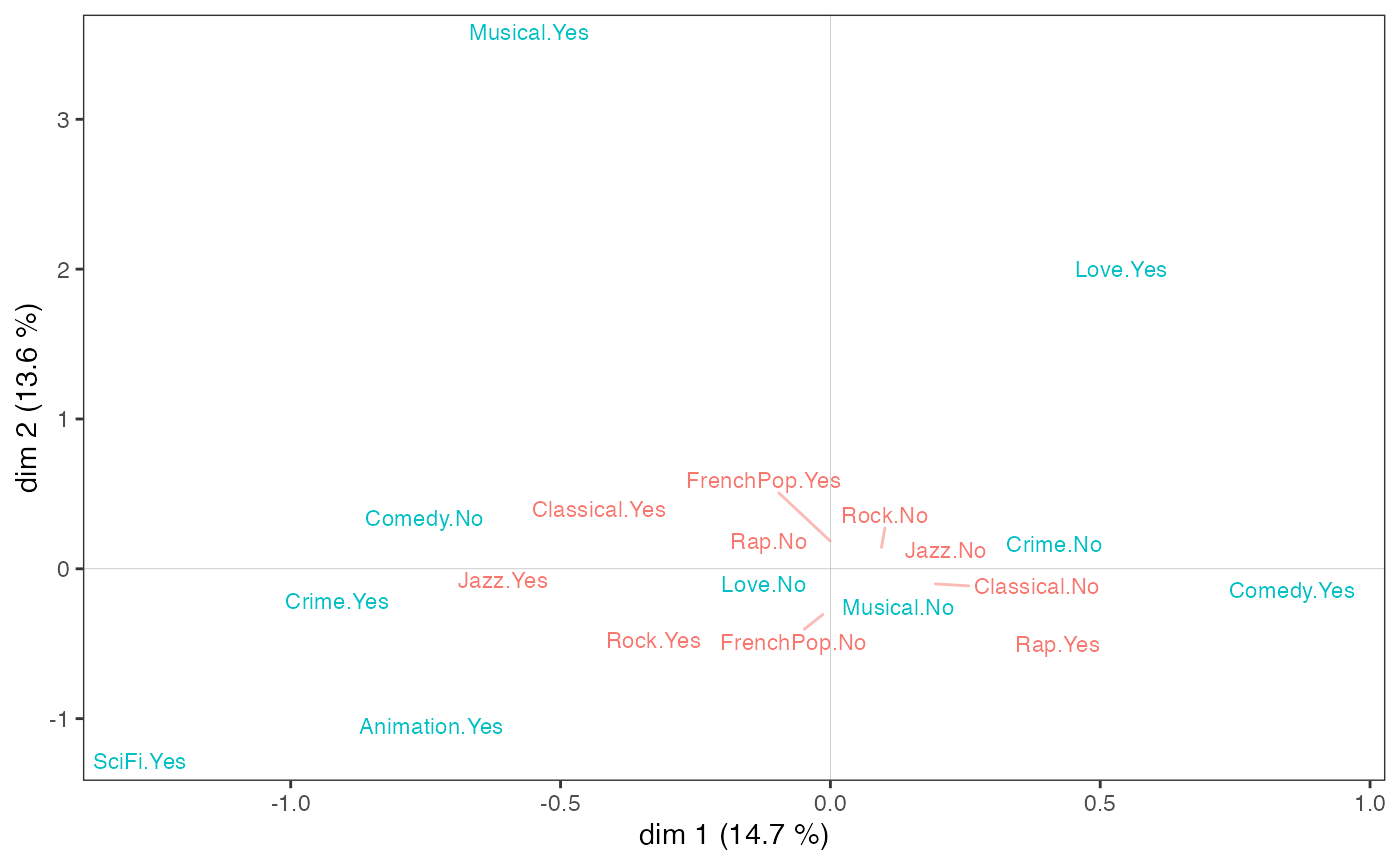 Musical.Yes
3
Love.Yes
2
dim 2 (13.6 %)
1
FrenchPop.Yes
Classical.Yes
Rock.No
Comedy.No
Rap.No
Jazz.No
Crime.No
0
Jazz.Yes
Love.No
Classical.No
Comedy.Yes
Crime.Yes
Musical.No
Rock.Yes
FrenchPop.No
Rap.Yes
-1
Animation.Yes
SciFi.Yes
-1.0 -0.5 0.0 0.5 1.0
dim 1 (14.7 %)